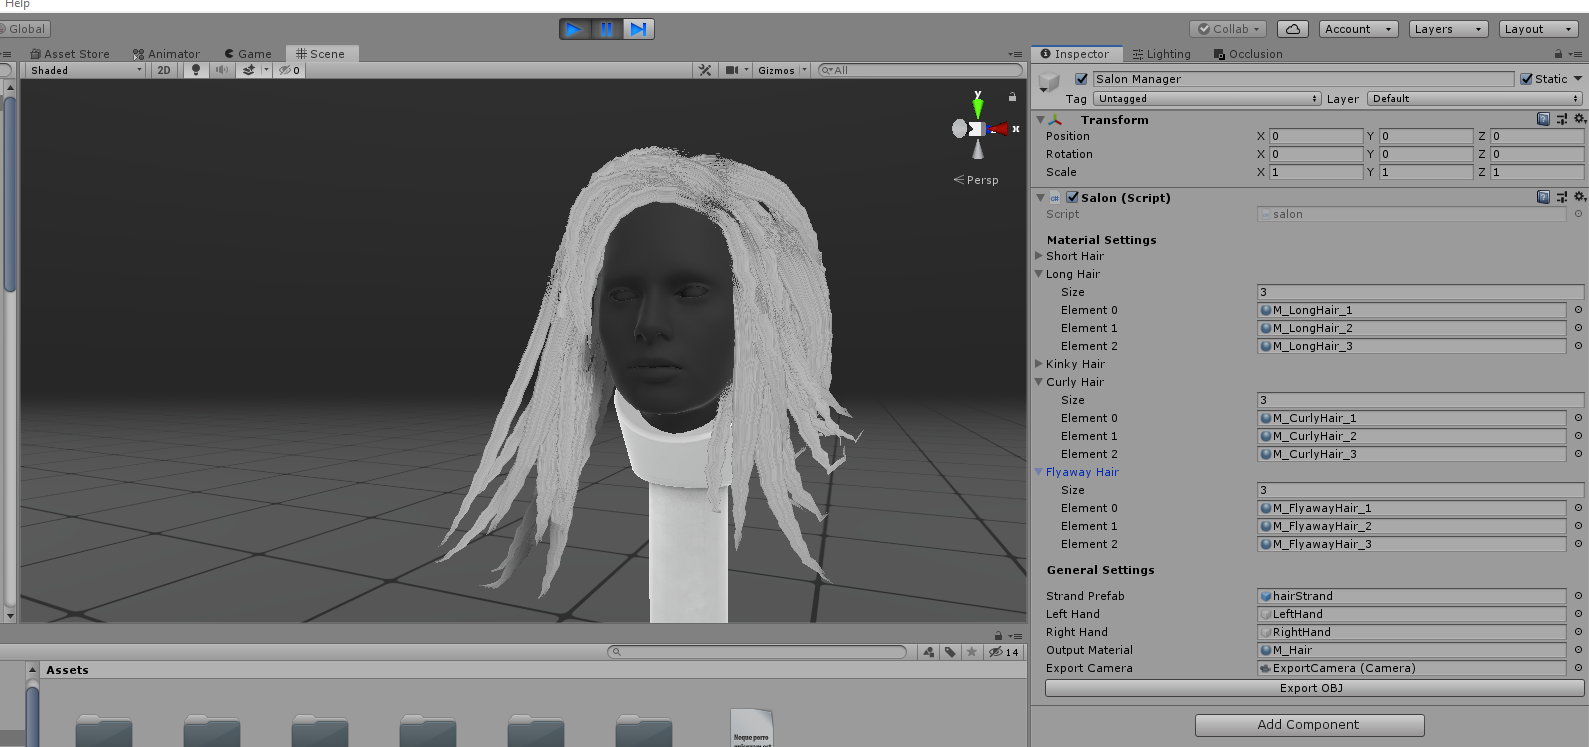 Help
Global
Collab
Account
Layers
Layout
Asset Store
Animator
Game
Scene
Shaded
2D
0
Gizmos
All
y
x
Persp
Inspector
Lighting
Occlusion
Salon Manager
Static
Tag
Untagged
Layer
Default
Transform
Position X 0 Y 0 Z 0
Rotation X 0 Y 0 Z 0
Scale X 1 Y 1 Z 1
Salon (Script)
Script salon
Material Settings
Short Hair
Long Hair
Size 3
Element 0 M_LongHair_1
Element 1 M_LongHair_2
Element 2 M_LongHair_3
Kinky Hair
Curly Hair
Size 3
Element 0 M_CurlyHair_1
Element 1 M_CurlyHair_2
Element 2 M_CurlyHair_3
Flyaway Hair
Size 3
Element 0 M_FlyawayHair_1
Element 1 M_FlyawayHair_2
Element 2 M_FlyawayHair_3
General Settings
Strand Prefab hairStrand
Left Hand LeftHand
Right Hand RightHand
Output Material M_Hair
Export Camera ExportCamera (Camera)
Export OBJ
Add Component
14
Assets
Neque porro